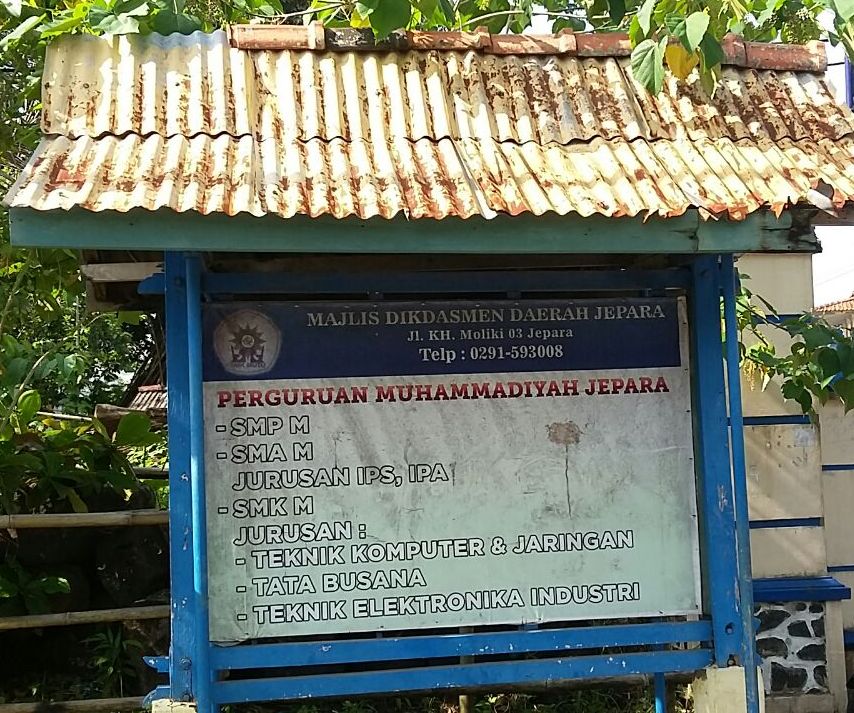 MAJLIS DIKDASMEN DAERAH JEPARA
Jl. KH. Moliki 03 Jepara
Telp : 0291-593008
PERGURUAN MUHAMMADIYAH JEPARA
- SMP M
- SMA M
JURUSAN IPS, IPA
- SMK M
JURUSAN :
- TEKNIK KOMPUTER & JARINGAN
- TATA BUSANA
- TEKNIK ELEKTRONIKA INDUSTRI